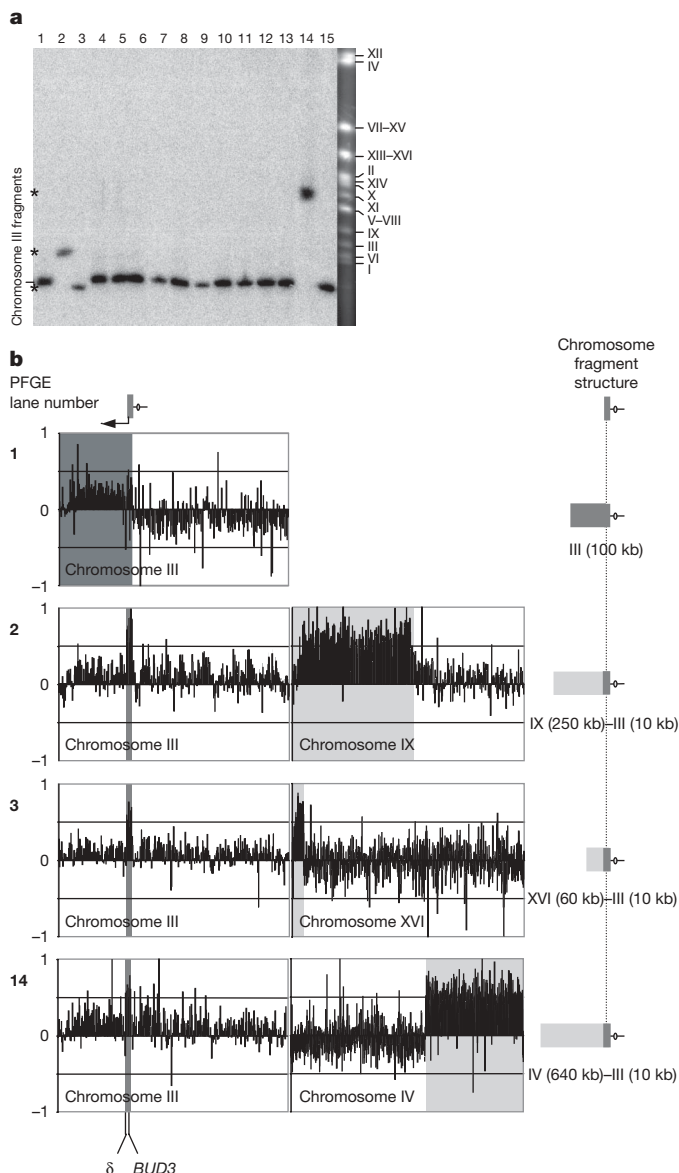 a
1 2 3 4 5 6 7 8 9 10 11 12 13 14 15
Chromosome III fragments
*
*
*
XII
IV
VII–XV
XIII–XVI
II
XIV
X
XI
V–VIII
IX
III
VI
I
b
PFGE
lane number
Chromosome
fragment
structure
1
1
0
−1
Chromosome III
III (100 kb)
2
1
0
−1
Chromosome III
Chromosome IX
IX (250 kb)–III (10 kb)
3
1
0
−1
Chromosome III
Chromosome XVI
XVI (60 kb)–III (10 kb)
14
1
0
−1
Chromosome III
Chromosome IV
IV (640 kb)–III (10 kb)
δ BUD3